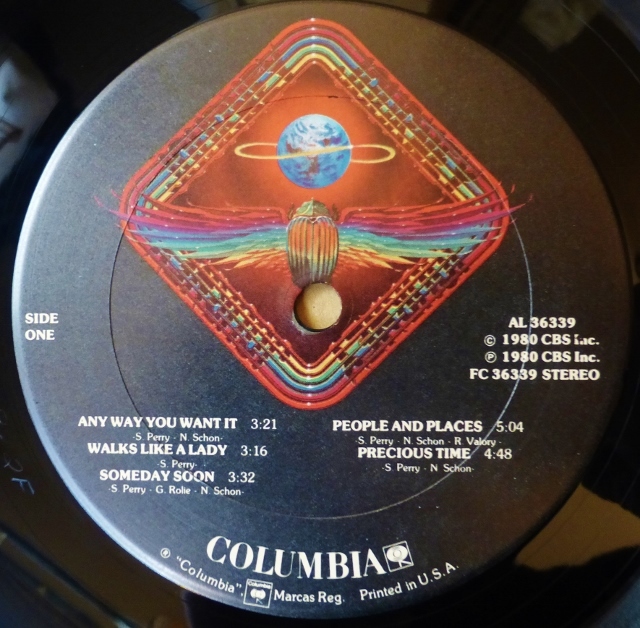 SIDE
ONE
AL 36339
© 1980 CBS Inc.
℗ 1980 CBS Inc.
FC 36339 STEREO
ANY WAY YOU WANT IT 3:21
-S. Perry - N. Schon-
WALKS LIKE A LADY 3:16
-S. Perry-
SOMEDAY SOON 3:32
-S. Perry - G. Rolie - N. Schon-
PEOPLE AND PLACES 5:04
-S. Perry - N. Schon - R. Valory-
PRECIOUS TIME 4:48
-S. Perry - N. Schon-
COLUMBIA
® "Columbia", Columbia Marcas Reg. Printed in U.S.A.